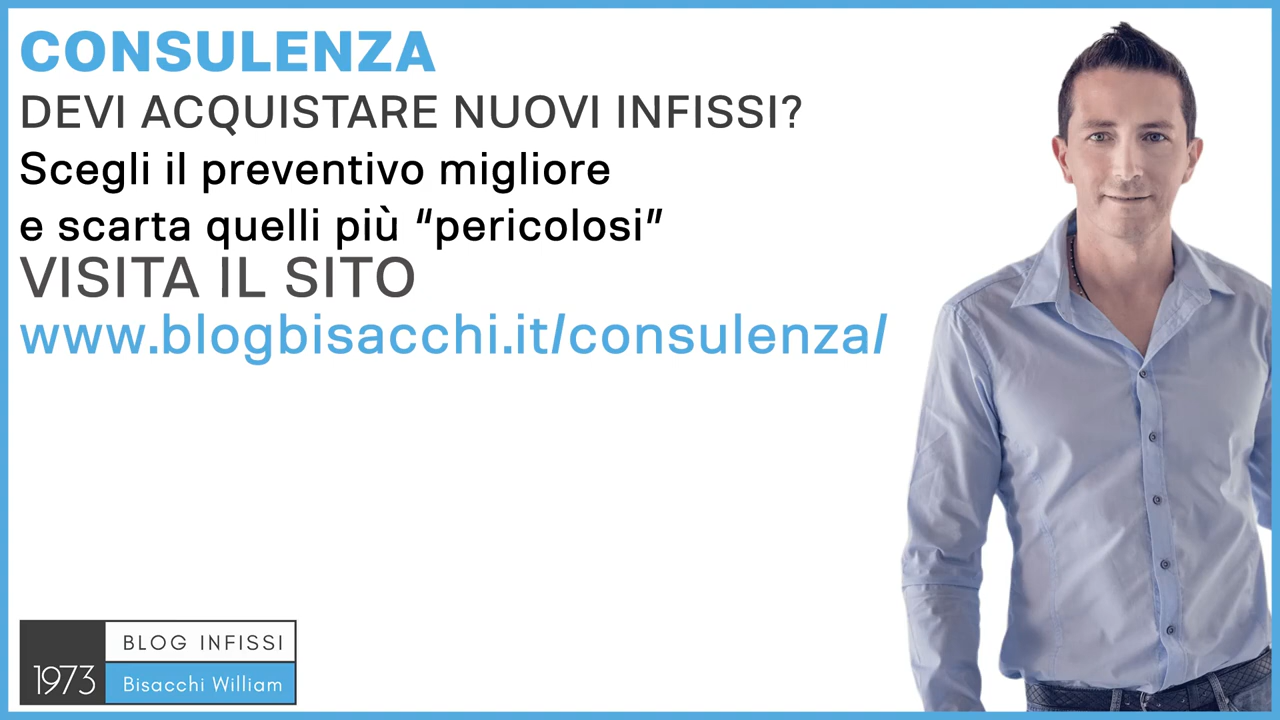 CONSULENZA
DEVI ACQUISTARE NUOVI INFISSI?
Scegli il preventivo migliore
e scarta quelli più “pericolosi”
VISITA IL SITO
www.blogbisacchi.it/consulenza/
1973
BLOG INFISSI
Bisacchi William